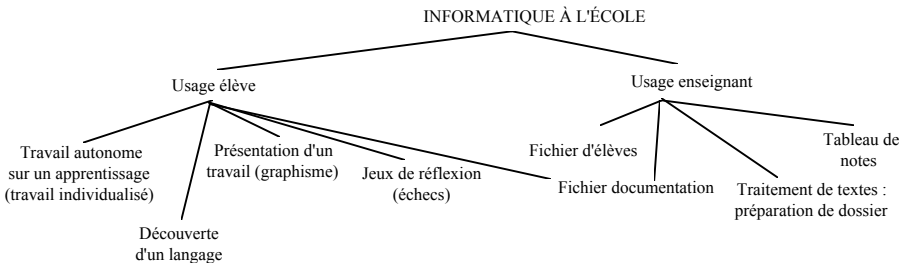 INFORMATIQUE À L'ÉCOLE
Usage élève
Usage enseignant
Travail autonome
sur un apprentissage
(travail individualisé)
Découverte
d'un langage
Présentation d'un
travail (graphisme)
Jeux de réflexion
(échecs)
Fichier d'élèves
Fichier documentation
Traitement de textes :
préparation de dossier
Tableau de
notes